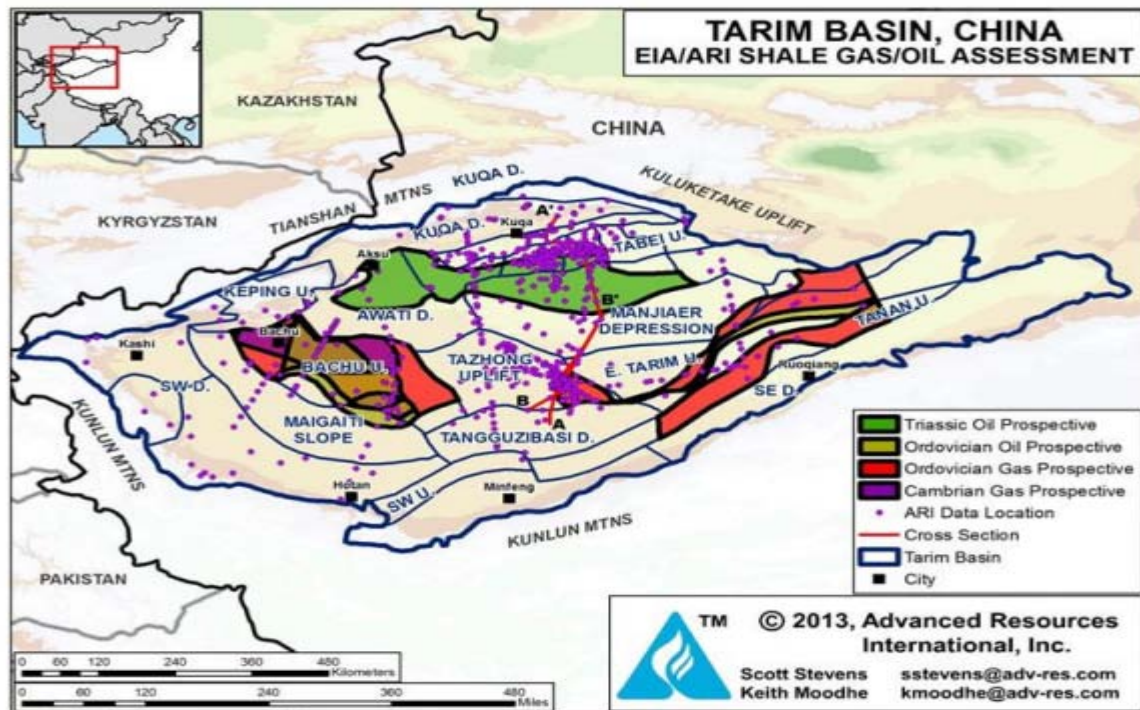 TARIM BASIN, CHINA
EIA/ARI SHALE GAS/OIL ASSESSMENT
KAZAKHSTAN
CHINA
KYRGYZSTAN
TIANSHAN MTNS
KUQA D.
KULUKETAKE UPLIFT
A'
Kuqa
KUQA D.
TABEI U.
Aksu
KEPING U.
B'
AWATI D.
MANJIAER
DEPRESSION
TANAN U.
Bachu
Kashi
BACHU U.
TAZHONG
UPLIFT
E. TARIM U.
Ruoqiang
SW D.
SE D.
B
A
MAIGAITI
SLOPE
TANGGUZIBASI D.
KUNLUN MTNS
Hotan
SW U.
Minfeng
KUNLUN MTNS
PAKISTAN
Triassic Oil Prospective
Ordovician Oil Prospective
Ordovician Gas Prospective
Cambrian Gas Prospective
ARI Data Location
Cross Section
Tarim Basin
City
0 30 60 120 240 360 480
Kilometers
0 30 60 120 240 360 480
Miles
TM
© 2013, Advanced Resources
International, Inc.
Scott Stevens sstevens@adv-res.com
Keith Moodhe kmoodhe@adv-res.com